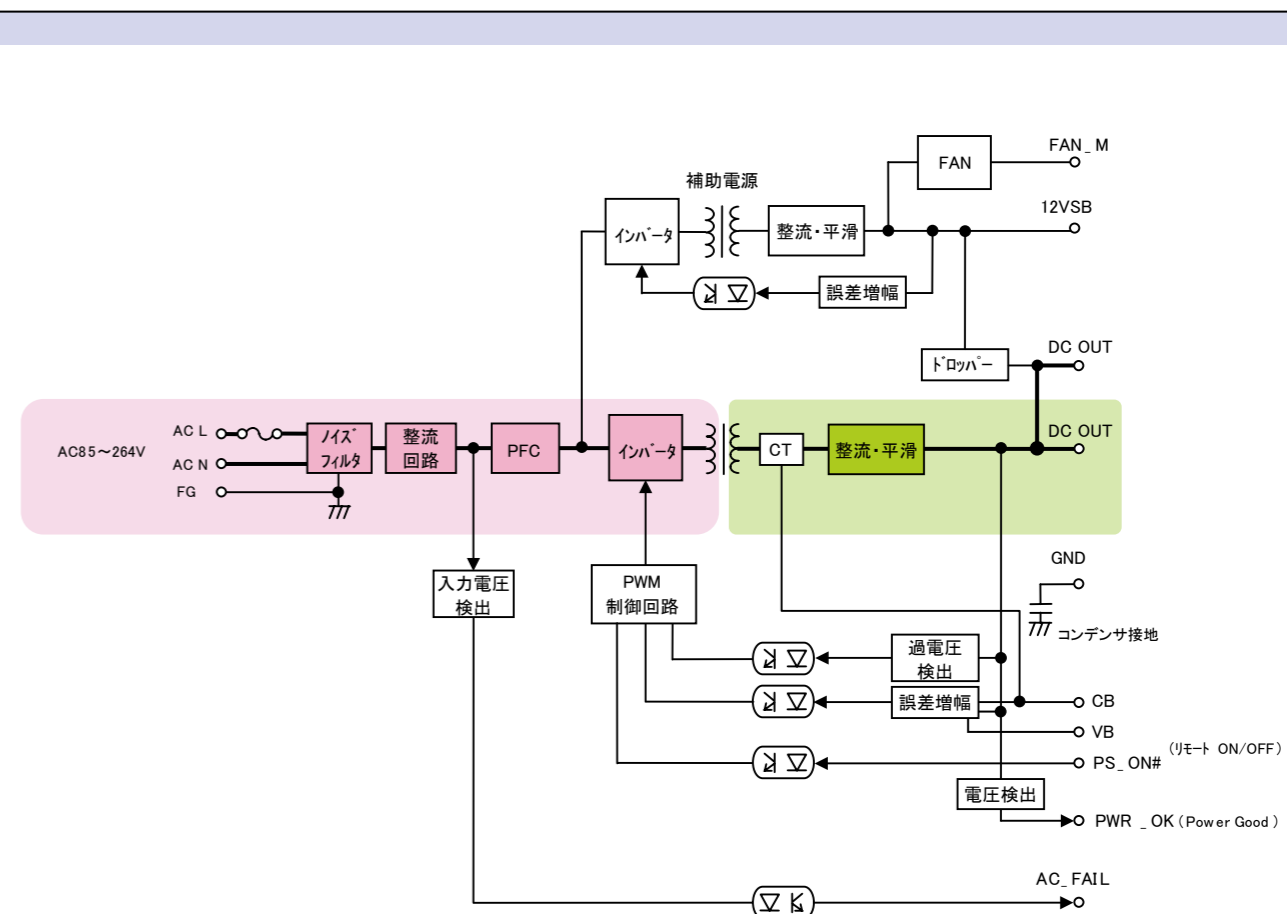 FAN_M
FAN
補助電源
12VSB
インバータ
整流・平滑
誤差増幅
DC OUT
ドロッパー
AC85～264V
AC L
AC N
FG
ノイズ
フィルタ
整流
回路
PFC
インバータ
CT
整流・平滑
DC OUT
GND
コンデンサ接地
入力電圧
検出
PWM
制御回路
過電圧
検出
誤差増幅
CB
VB
PS_ON#
(リモート ON/OFF)
電圧検出
PWR_OK (Power Good)
AC_FAIL